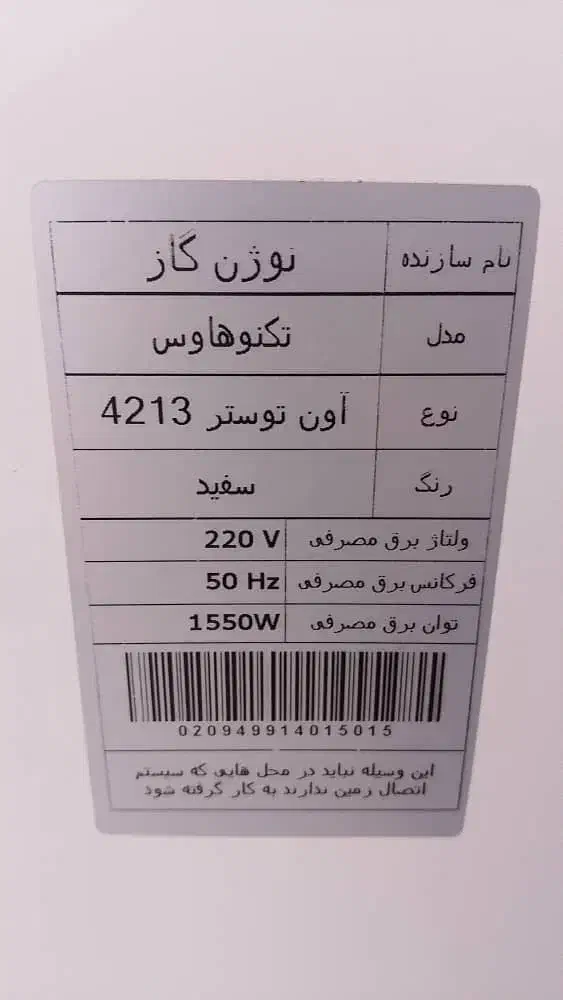 نام سازنده نوژن گاز
مدل تکنوهاوس
نوع آون توستر 4213
رنگ سفید
ولتاژ برق مصرفی 220 V
فرکانس برق مصرفی 50 Hz
توان برق مصرفی 1550W
020949914015015
این وسیله نباید در محل هایی که سیستم
اتصال زمین ندارند به کار گرفته شود